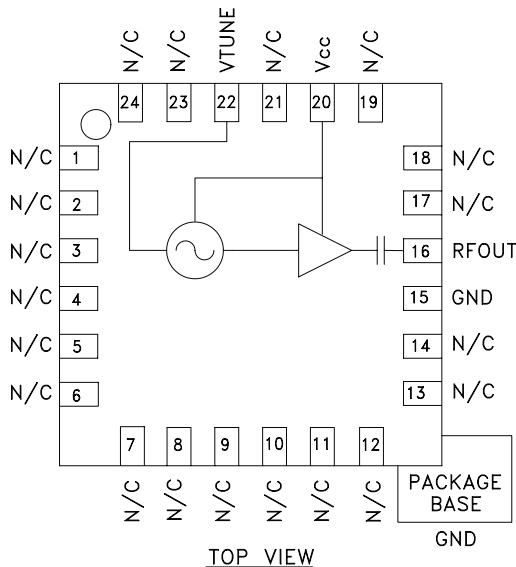 N/C N/C VTUNE N/C Vcc N/C
24 23 22 21 20 19
N/C 1 18 N/C
N/C 2 17 N/C
N/C 3 16 RFOUT
N/C 4 15 GND
N/C 5 14 N/C
N/C 6 13 N/C
7 8 9 10 11 12
N/C N/C N/C N/C N/C N/C
PACKAGE
BASE
GND
TOP VIEW